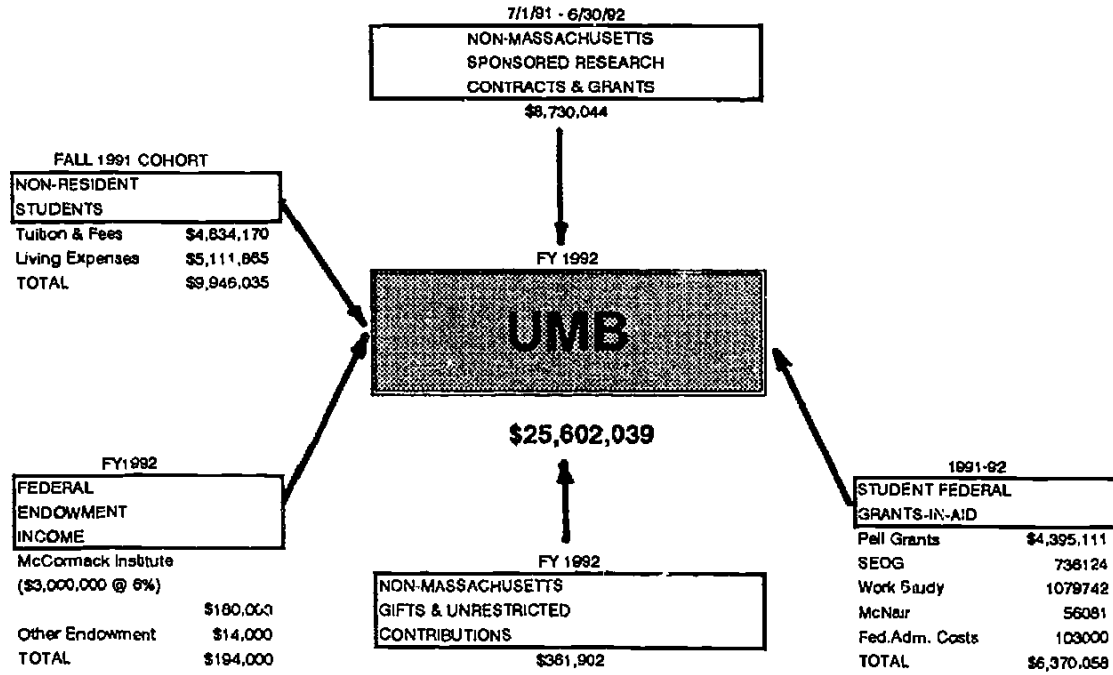 7/1/91 - 6/30/92
NON-MASSACHUSETTS
SPONSORED RESEARCH
CONTRACTS & GRANTS
$8,730,044
FALL 1991 COHORT
NON-RESIDENT
STUDENTS
Tuition & Fees $4,834,170
Living Expenses $5,111,865
TOTAL $9,946,035
FY 1992
UMB
$25,602,039
FY1992
FEDERAL
ENDOWMENT
INCOME
McCormack Institute
($3,000,000 @ 6%)
$180,000
Other Endowment $14,000
TOTAL $194,000
FY 1992
NON-MASSACHUSETTS
GIFTS & UNRESTRICTED
CONTRIBUTIONS
$361,902
1991-92
STUDENT FEDERAL
GRANTS-IN-AID
Pell Grants $4,395,111
SEOG 736124
Work Study 1079742
McNair 56081
Fed.Adm. Costs 103000
TOTAL $6,370,058